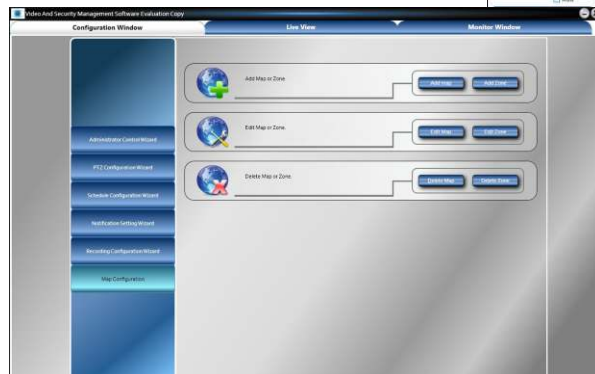 Video And Security Management Software Evaluation Copy
Configuration Window
Live View
Monitor Window
Add Map or Zone
Add map
Add Zone
Administrator Control Wizard
Edit Map or Zone.
Edit Map
Edit Zone
PTZ Configuration Wizard
Delete Map or Zone.
Delete Map
Delete Zone
Schedule Configuration Wizard
Notification Setting Wizard
Recording Configuration Wizard
Map Configuration